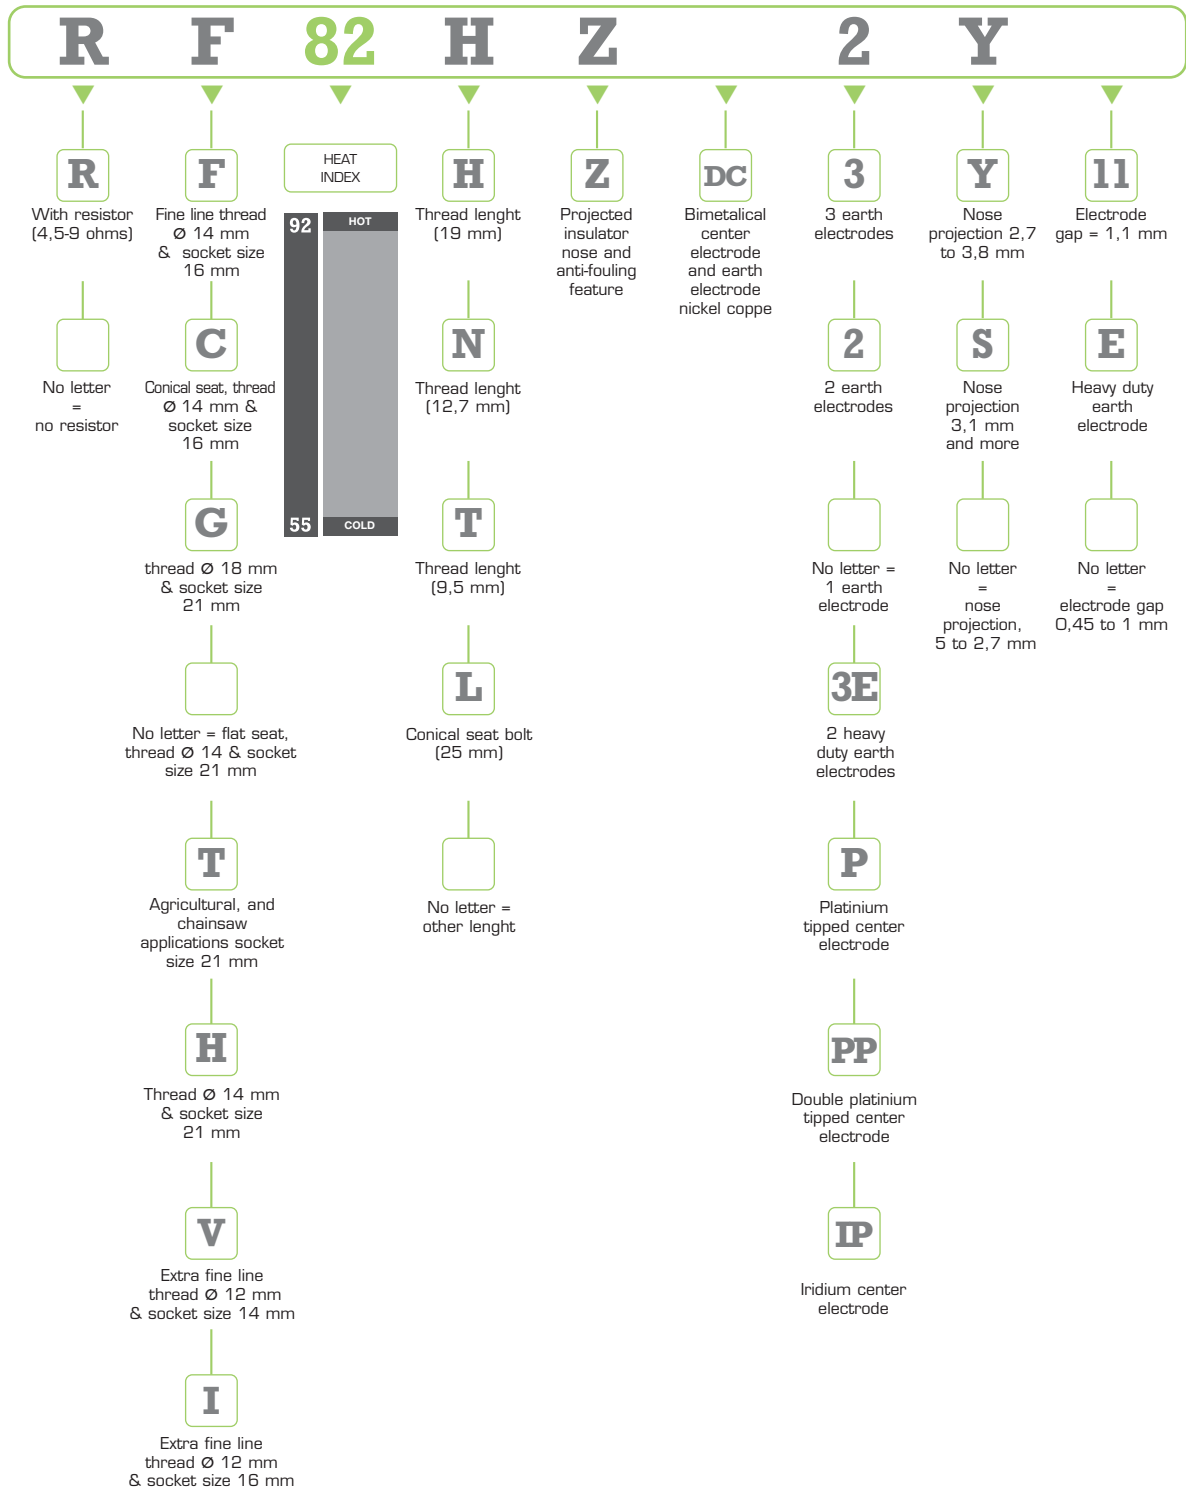 R F 82 H Z 2 Y
R
With resistor
(4,5-9 ohms)
No letter
=
no resistor
F
Fine line thread
Ø 14 mm
& socket size
16 mm
C
Conical seat, thread
Ø 14 mm &
socket size
16 mm
G
thread Ø 18 mm
& socket size
21 mm
No letter = flat seat,
thread Ø 14 & socket
size 21 mm
T
Agricultural, and
chainsaw
applications socket
size 21 mm
H
Thread Ø 14 mm
& socket size
21 mm
V
Extra fine line
thread Ø 12 mm
& socket size 14 mm
I
Extra fine line
thread Ø 12 mm
& socket size 16 mm
HEAT
INDEX
92 HOT
55 COLD
H
Thread lenght
(19 mm)
N
Thread lenght
(12,7 mm)
T
Thread lenght
(9,5 mm)
L
Conical seat bolt
(25 mm)
No letter =
other lenght
Z
Projected
insulator
nose and
anti-fouling
feature
DC
Bimetalical
center
electrode
and earth
electrode
nickel coppe
3
3 earth
electrodes
2
2 earth
electrodes
No letter =
1 earth
electrode
3E
2 heavy
duty earth
electrodes
P
Platinium
tipped center
electrode
PP
Double platinium
tipped center
electrode
IP
Iridium center
electrode
Y
Nose
projection 2,7
to 3,8 mm
S
Nose
projection
3,1 mm
and more
No letter
=
nose
projection,
5 to 2,7 mm
11
Electrode
gap = 1,1 mm
E
Heavy duty
earth
electrode
No letter
=
electrode gap
0,45 to 1 mm